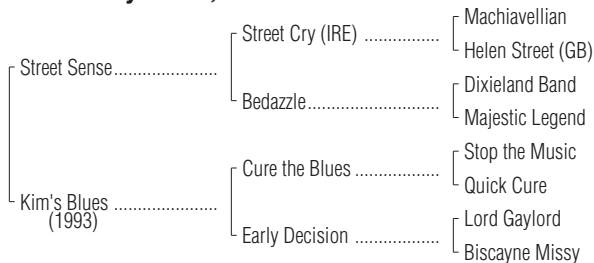 Street Sense.....................
Kim's Blues .....................
(1993)
Street Cry (IRE) ...............
Bedazzle...........................
Cure the Blues ..................
Early Decision .................
Machiavellian
Helen Street (GB)
Dixieland Band
Majestic Legend
Stop the Music
Quick Cure
Lord Gaylord
Biscayne Missy